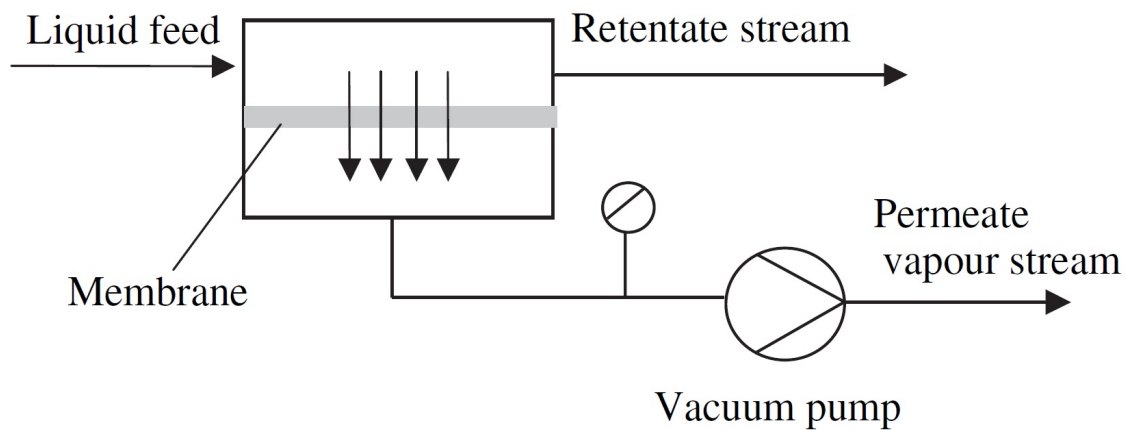 Liquid feed
Retentate stream
Membrane
Permeate
vapour stream
Vacuum pump